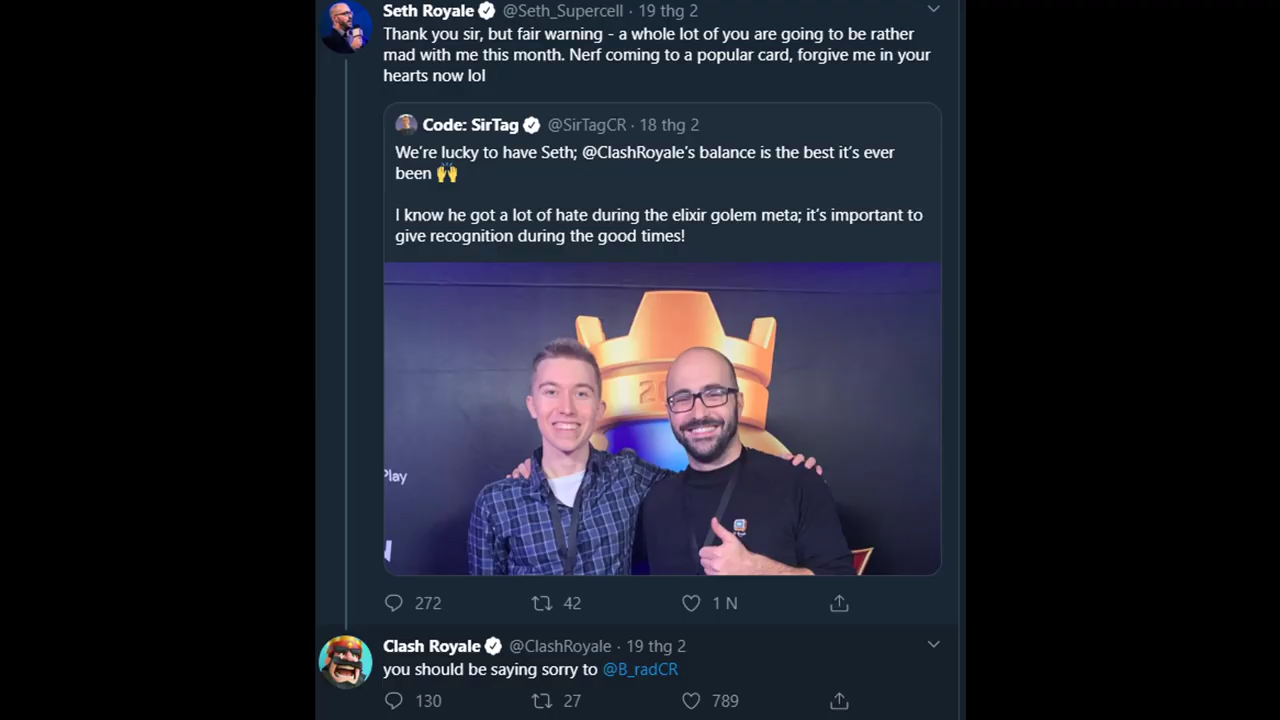 Seth Royale @Seth_Supercell · 19 thg 2
Thank you sir, but fair warning - a whole lot of you are going to be rather
mad with me this month. Nerf coming to a popular card, forgive me in your
hearts now lol
Code: SirTag @SirTagCR · 18 thg 2
We're lucky to have Seth; @ClashRoyale's balance is the best it's ever
been 🙌
I know he got a lot of hate during the elixir golem meta; it's important to
give recognition during the good times!
Play
272 42 1 N
Clash Royale @ClashRoyale · 19 thg 2
you should be saying sorry to @B_radCR
130 27 789